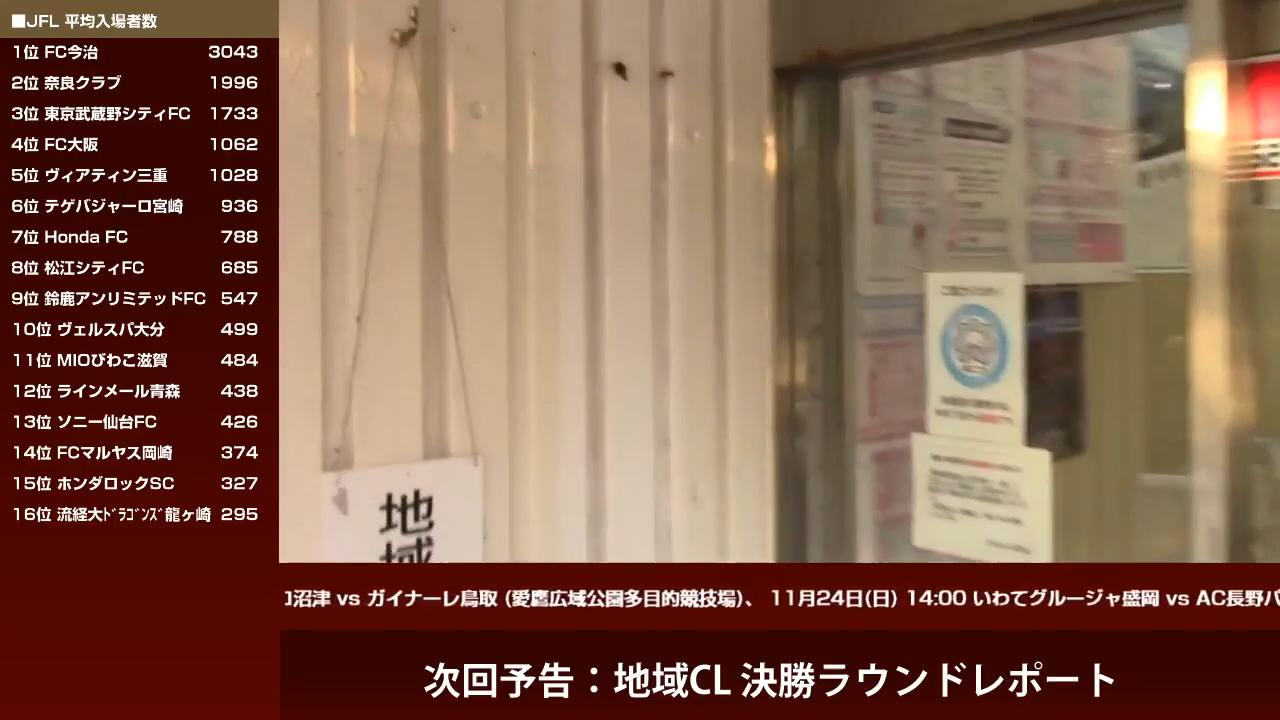 ■JFL 平均入場者数
1位 FC今治 3043
2位 奈良クラブ 1996
3位 東京武蔵野シティFC 1733
4位 FC大阪 1062
5位 ヴィアティン三重 1028
6位 テゲバジャーロ宮崎 936
7位 Honda FC 788
8位 松江シティFC 685
9位 鈴鹿アンリミテッドFC 547
10位 ヴェルスパ大分 499
11位 MIOびわこ滋賀 484
12位 ラインメール青森 438
13位 ソニー仙台FC 426
14位 FCマルヤス岡崎 374
15位 ホンダロックSC 327
16位 流経大ﾄﾞﾗｺﾞﾝｽﾞ龍ヶ崎 295
地域
沼津 vs ガイナーレ鳥取 (愛鷹広域公園多目的競技場)、 11月24日(日) 14:00 いわてグルージャ盛岡 vs AC長野パ
次回予告：地域CL 決勝ラウンドレポート